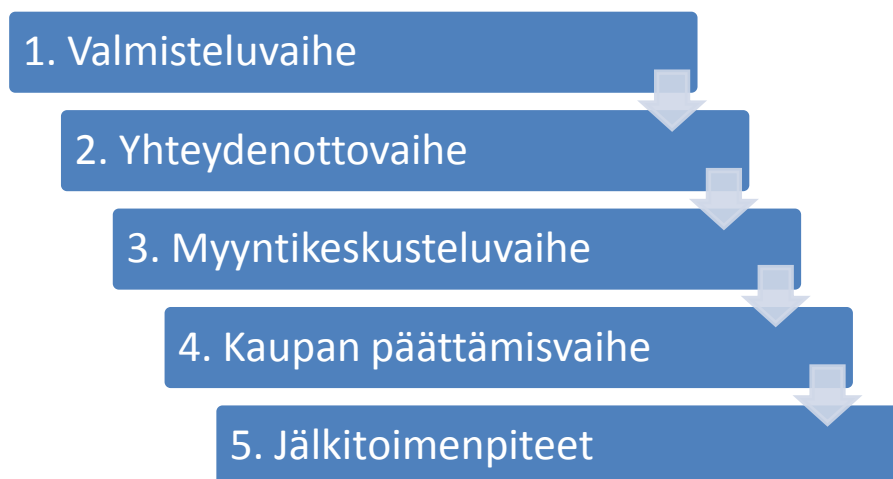 1. Valmisteluvaihe
2. Yhteydenottovaihe
3. Myyntikeskusteluvaihe
4. Kaupan päättämisvaihe
5. Jälkitoimenpiteet